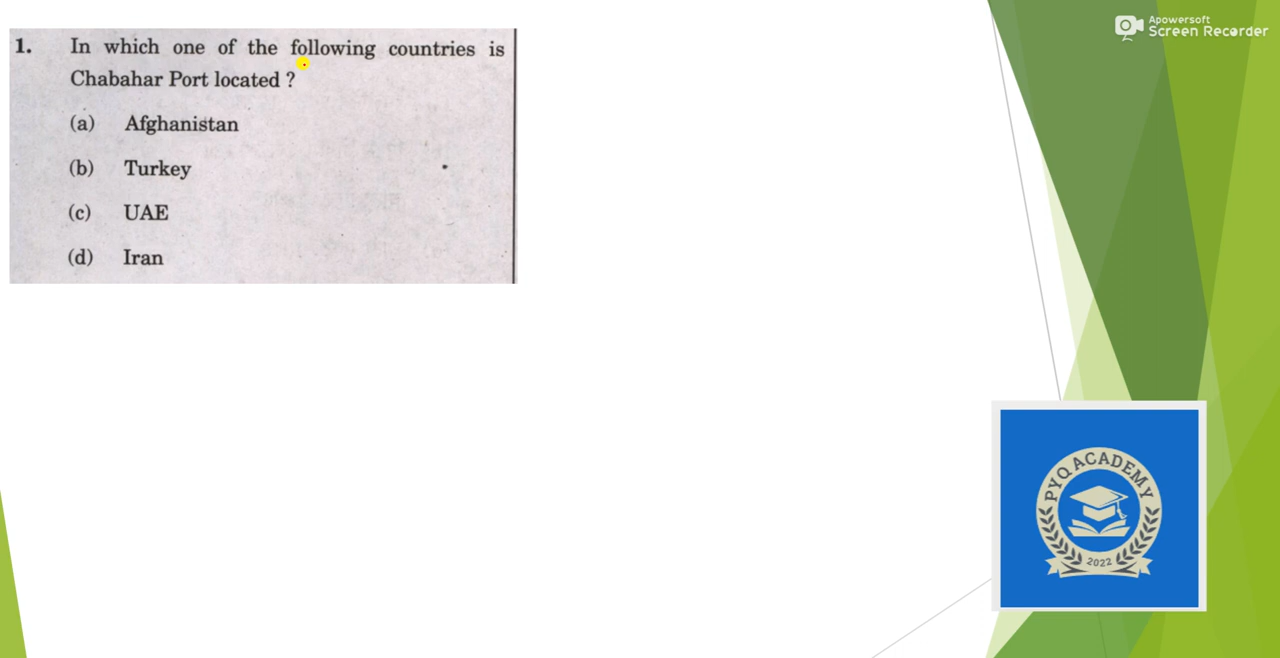 Apowersoft
Screen Recorder
1. In which one of the following countries is
Chabahar Port located ?
(a) Afghanistan
(b) Turkey
(c) UAE
(d) Iran
PYQ ACADEMY
2022